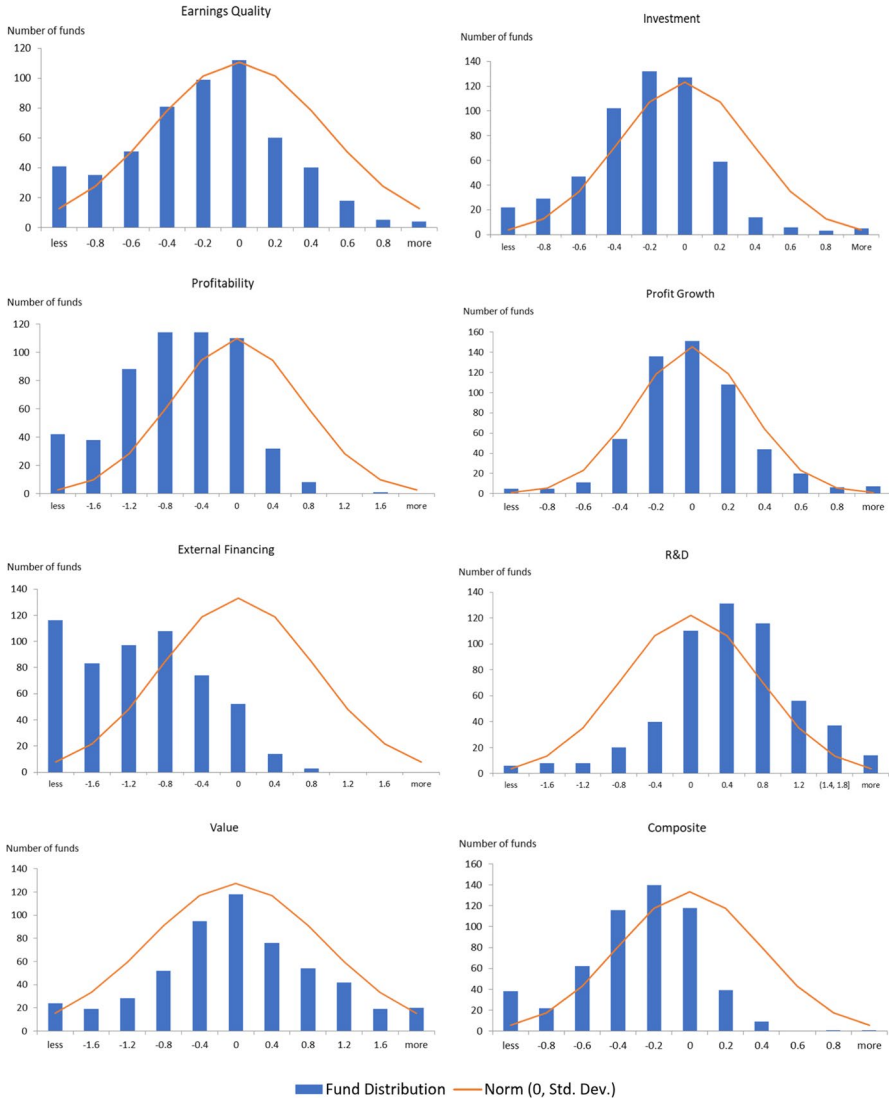 Earnings Quality
Number of funds
120
100
80
60
40
20
0
less -0.8 -0.6 -0.4 -0.2 0 0.2 0.4 0.6 0.8 more
Investment
Number of funds
140
120
100
80
60
40
20
0
less -0.8 -0.6 -0.4 -0.2 0 0.2 0.4 0.6 0.8 More
Profitability
Number of funds
120
100
80
60
40
20
0
less -1.6 -1.2 -0.8 -0.4 0 0.4 0.8 1.2 1.6 more
Profit Growth
Number of funds
160
140
120
100
80
60
40
20
0
less -0.8 -0.6 -0.4 -0.2 0 0.2 0.4 0.6 0.8 more
External Financing
Number of funds
140
120
100
80
60
40
20
0
less -1.6 -1.2 -0.8 -0.4 0 0.4 0.8 1.2 1.6 more
R&D
Number of funds
140
120
100
80
60
40
20
0
less -1.6 -1.2 -0.8 -0.4 0 0.4 0.8 1.2 (1.4, 1.8] more
Value
Number of funds
140
120
100
80
60
40
20
0
less -1.6 -1.2 -0.8 -0.4 0 0.4 0.8 1.2 1.6 more
Composite
Number of funds
160
140
120
100
80
60
40
20
0
less -0.8 -0.6 -0.4 -0.2 0 0.2 0.4 0.6 0.8 more
Fund Distribution Norm (0, Std. Dev.)